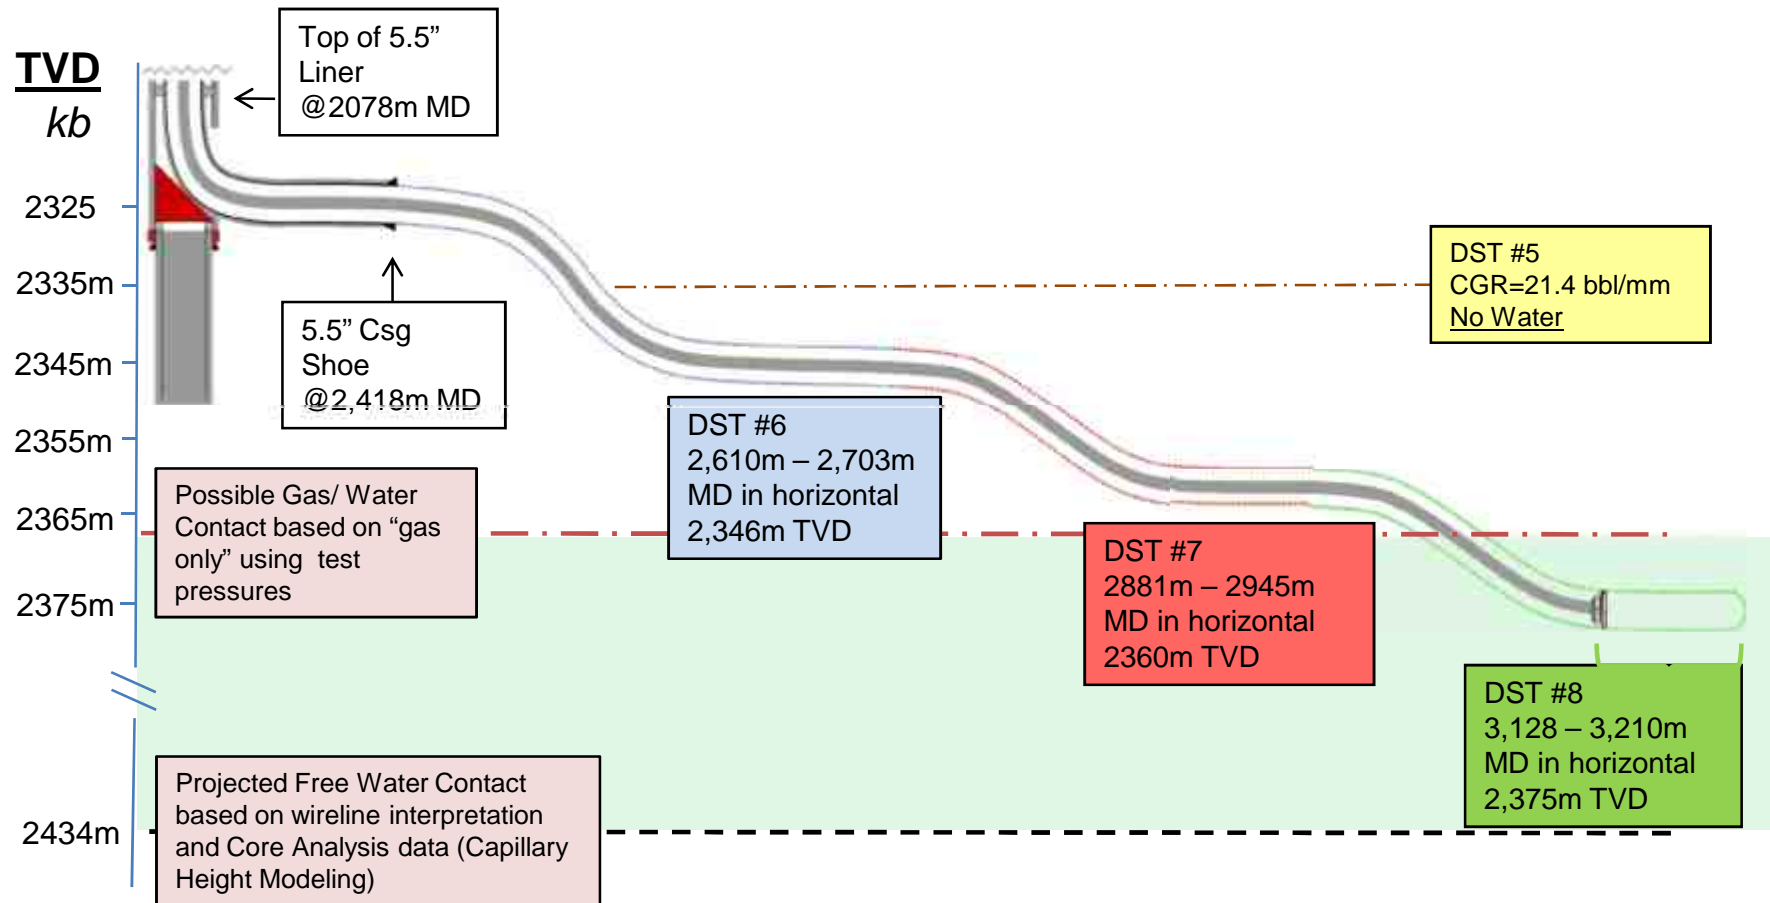 TVD
kb
2325
2335m
2345m
2355m
2365m
2375m
2434m
Top of 5.5”
Liner
@2078m MD
5.5” Csg
Shoe
@2,418m MD
DST #5
CGR=21.4 bbl/mm
No Water
DST #6
2,610m – 2,703m
MD in horizontal
2,346m TVD
Possible Gas/ Water
Contact based on “gas
only” using test
pressures
DST #7
2881m – 2945m
MD in horizontal
2360m TVD
DST #8
3,128 – 3,210m
MD in horizontal
2,375m TVD
Projected Free Water Contact
based on wireline interpretation
and Core Analysis data (Capillary
Height Modeling)